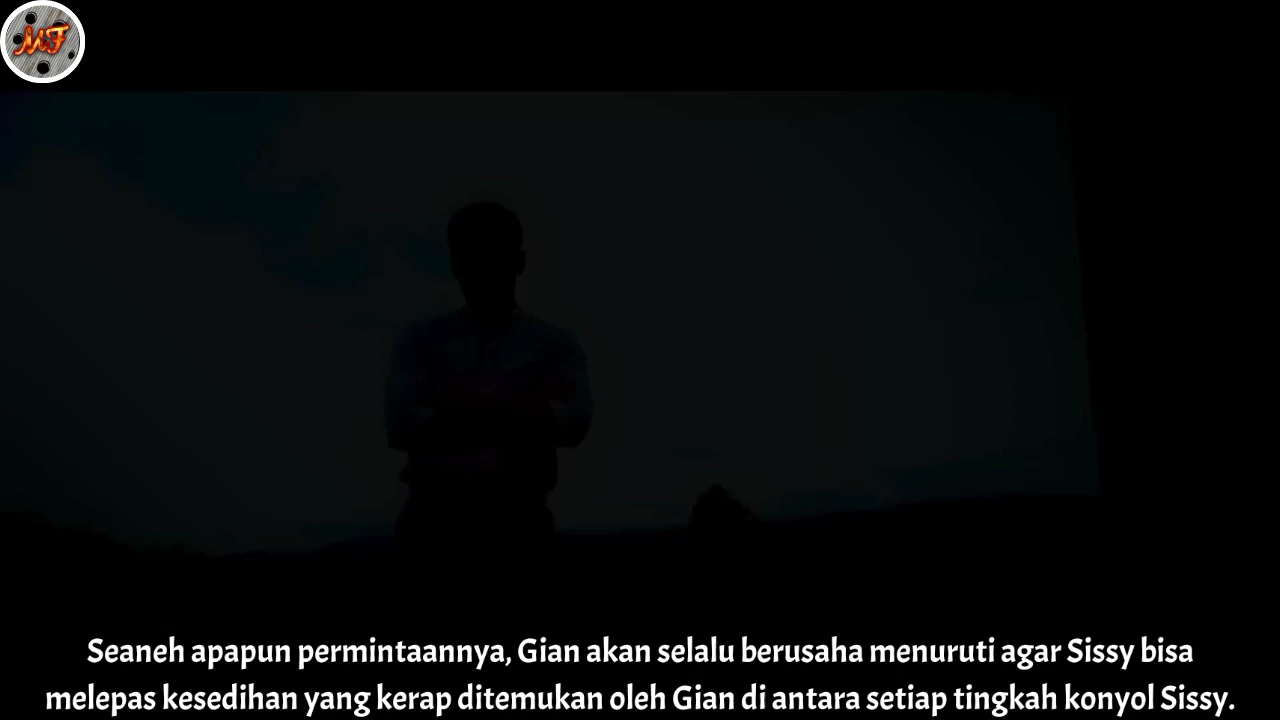 MF
Seaneh apapun permintaannya, Gian akan selalu berusaha menuruti agar Sissy bisa
melepas kesedihan yang kerap ditemukan oleh Gian di antara setiap tingkah konyol Sissy.